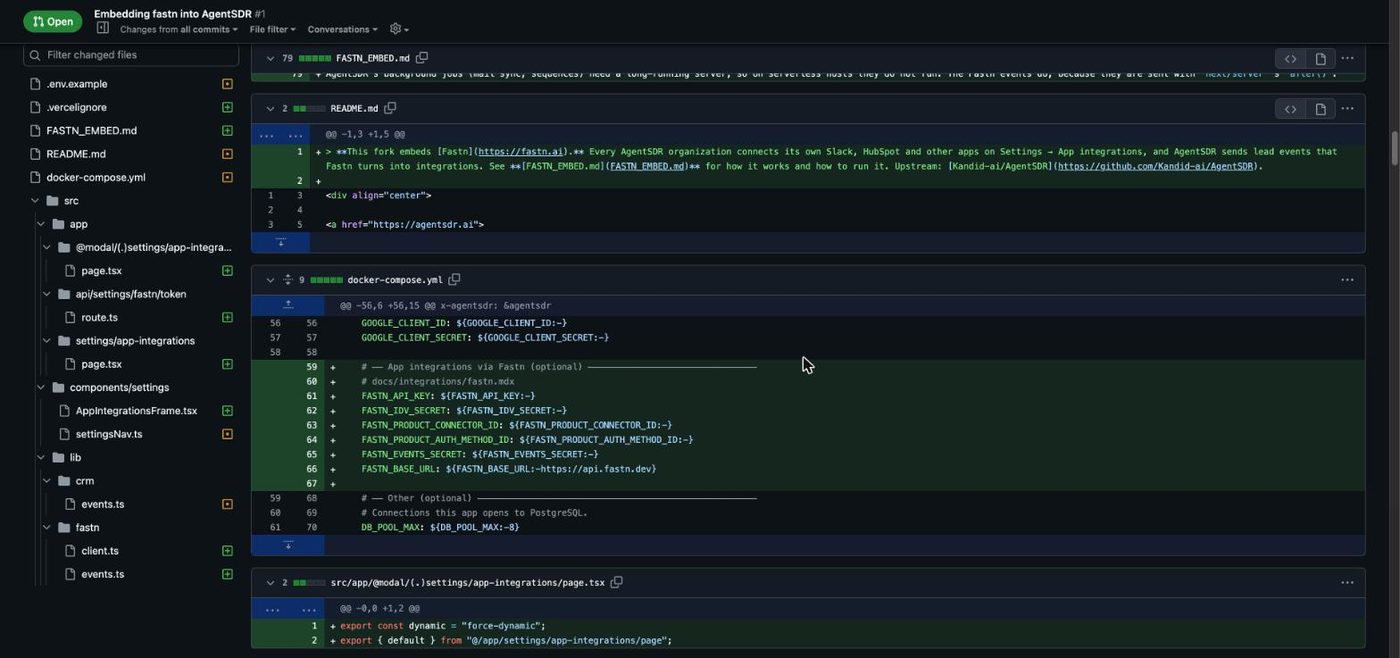 Open
Embedding fastn into AgentSDR #1
Changes from all commits
File filter
Conversations
Filter changed files
.env.example
.vercelignore
FASTN_EMBED.md
README.md
docker-compose.yml
src
app
@modal/(.)settings/app-integra...
page.tsx
api/settings/fastn/token
route.ts
settings/app-integrations
page.tsx
components/settings
AppIntegrationsFrame.tsx
settingsNav.ts
lib
crm
events.ts
fastn
client.ts
events.ts
79 FASTN_EMBED.md
79 + AgentSDR's background jobs (mail sync, sequences) need a long-running server, so on serverless hosts they do not run. The Fastn events do, because they are sent with `next/server`'s `after()`.
2 README.md
@@ -1,3 +1,5 @@
1 + > **This fork embeds [Fastn](https://fastn.ai).** Every AgentSDR organization connects its own Slack, HubSpot and other apps on Settings → App integrations, and AgentSDR sends lead events that
Fastn turns into integrations. See **[FASTN_EMBED.md](FASTN_EMBED.md)** for how it works and how to run it. Upstream: [Kandid-ai/AgentSDR](https://github.com/Kandid-ai/AgentSDR).
2 +
1 3 <div align="center">
2 4
3 5 <a href="https://agentsdr.ai">
9 docker-compose.yml
@@ -56,6 +56,15 @@ x-agentsdr: &agentsdr
56 56 GOOGLE_CLIENT_ID: ${GOOGLE_CLIENT_ID:-}
57 57 GOOGLE_CLIENT_SECRET: ${GOOGLE_CLIENT_SECRET:-}
58 58
59 + # —— App integrations via Fastn (optional) ————————————————
60 + # docs/integrations/fastn.mdx
61 + FASTN_API_KEY: ${FASTN_API_KEY:-}
62 + FASTN_IDV_SECRET: ${FASTN_IDV_SECRET:-}
63 + FASTN_PRODUCT_CONNECTOR_ID: ${FASTN_PRODUCT_CONNECTOR_ID:-}
64 + FASTN_PRODUCT_AUTH_METHOD_ID: ${FASTN_PRODUCT_AUTH_METHOD_ID:-}
65 + FASTN_EVENTS_SECRET: ${FASTN_EVENTS_SECRET:-}
66 + FASTN_BASE_URL: ${FASTN_BASE_URL:-https://api.fastn.dev}
67 +
59 68 # —— Other (optional) ————————————————
60 69 # Connections this app opens to PostgreSQL.
61 70 DB_POOL_MAX: ${DB_POOL_MAX:-8}
2 src/app/@modal/(.)settings/app-integrations/page.tsx
@@ -0,0 +1,2 @@
1 + export const dynamic = "force-dynamic";
2 + export { default } from "@/app/settings/app-integrations/page";